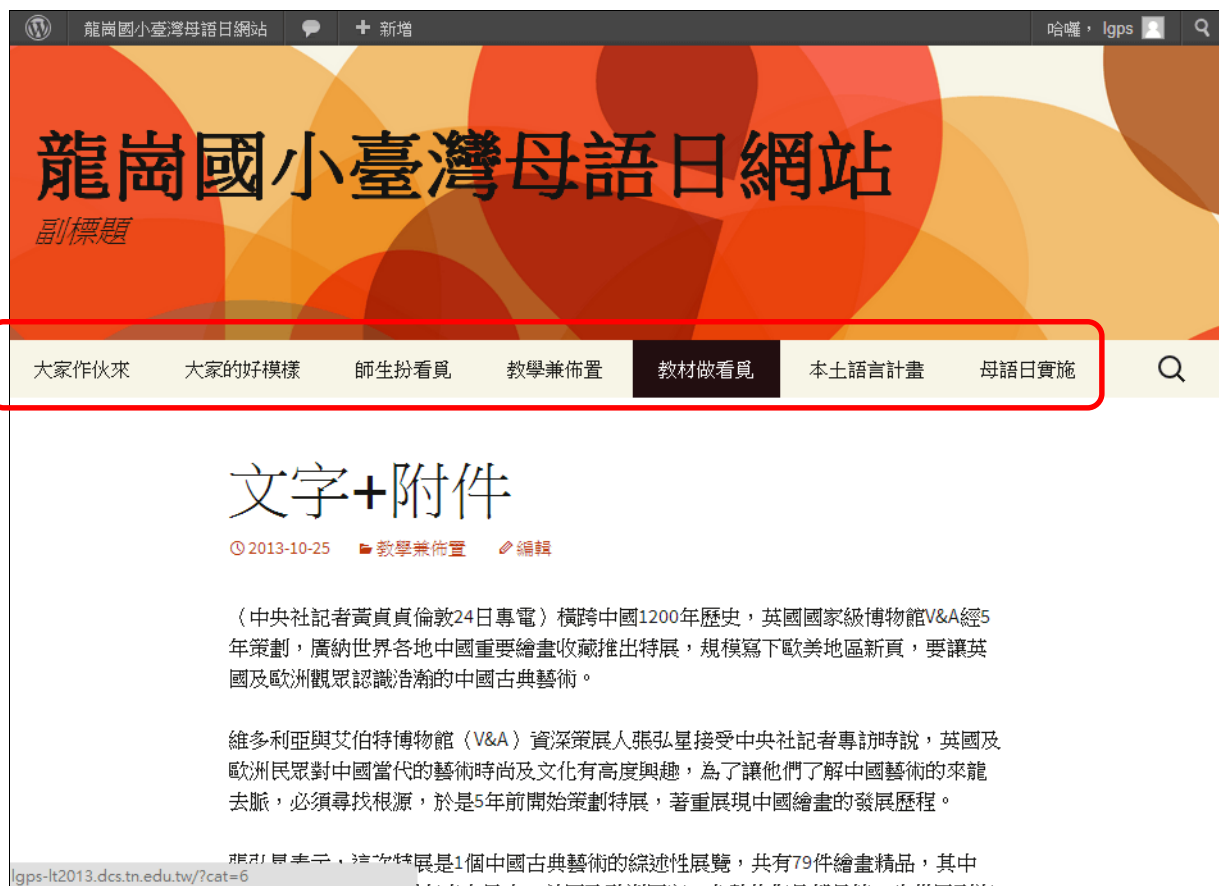 龍崗國小臺灣母語日網站 新增 哈囉，lgps
龍崗國小臺灣母語日網站
副標題
大家作伙來 大家的好模樣 師生扮看覓 教學兼佈置 教材做看覓 本土語言計畫 母語日實施
文字+附件
2013-10-25 教學兼佈置 編輯
（中央社記者黃貞貞倫敦24日專電）橫跨中國1200年歷史，英國國家級博物館V&A經5
年策劃，廣納世界各地中國重要繪畫收藏推出特展，規模寫下歐美地區新頁，要讓英
國及歐洲觀眾認識浩瀚的中國古典藝術。
維多利亞與艾伯特博物館（V&A）資深策展人張弘星接受中央社記者專訪時說，英國及
歐洲民眾對中國當代的藝術時尚及文化有高度興趣，為了讓他們了解中國藝術的來龍
去脈，必須尋找根源，於是5年前開始策劃特展，著重展現中國繪畫的發展歷程。
張弘星表示，這次特展是1個中國古典藝術的綜述性展覽，共有79件繪畫精品，其中
lgps-lt2013.dcs.tn.edu.tw/?cat=6